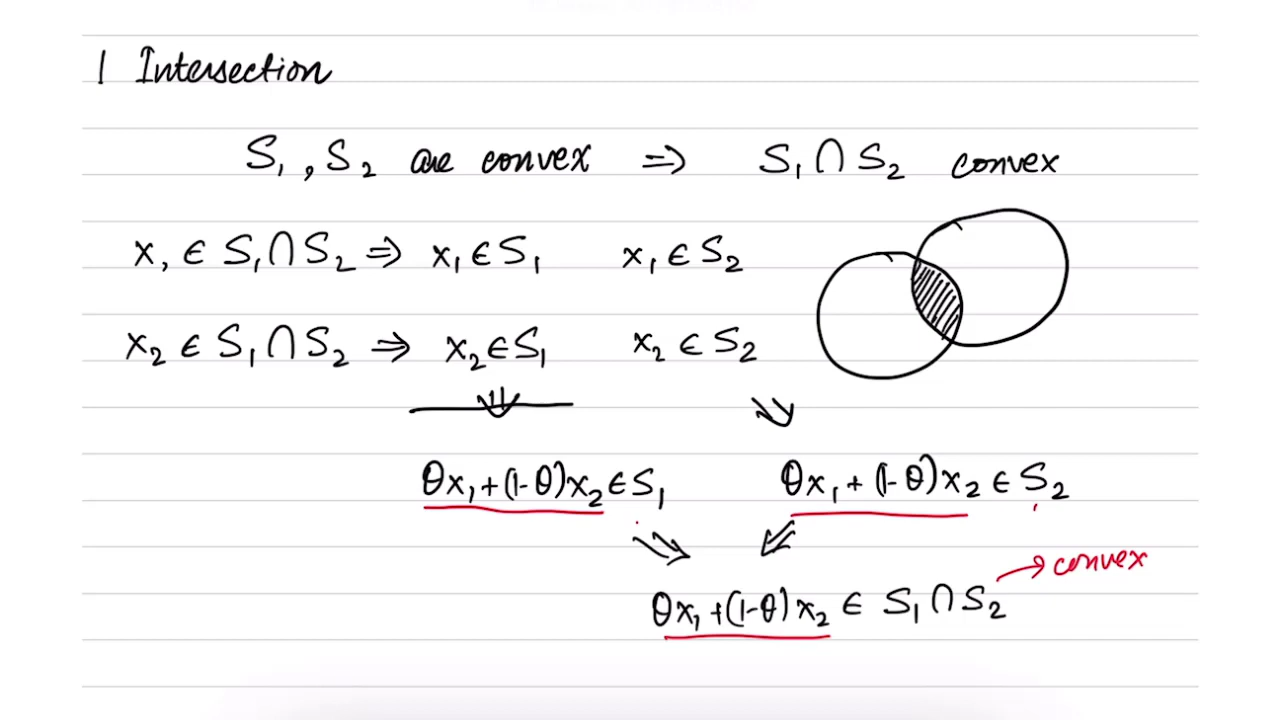 1 Intersection
S₁, S₂ are convex ⇒ S₁ ∩ S₂ convex
x₁ ∈ S₁ ∩ S₂ ⇒ x₁ ∈ S₁ x₁ ∈ S₂
x₂ ∈ S₁ ∩ S₂ ⇒ x₂ ∈ S₁ x₂ ∈ S₂
θx₁ + (1-θ)x₂ ∈ S₁ θx₁ + (1-θ)x₂ ∈ S₂
→ convex
θx₁ + (1-θ)x₂ ∈ S₁ ∩ S₂